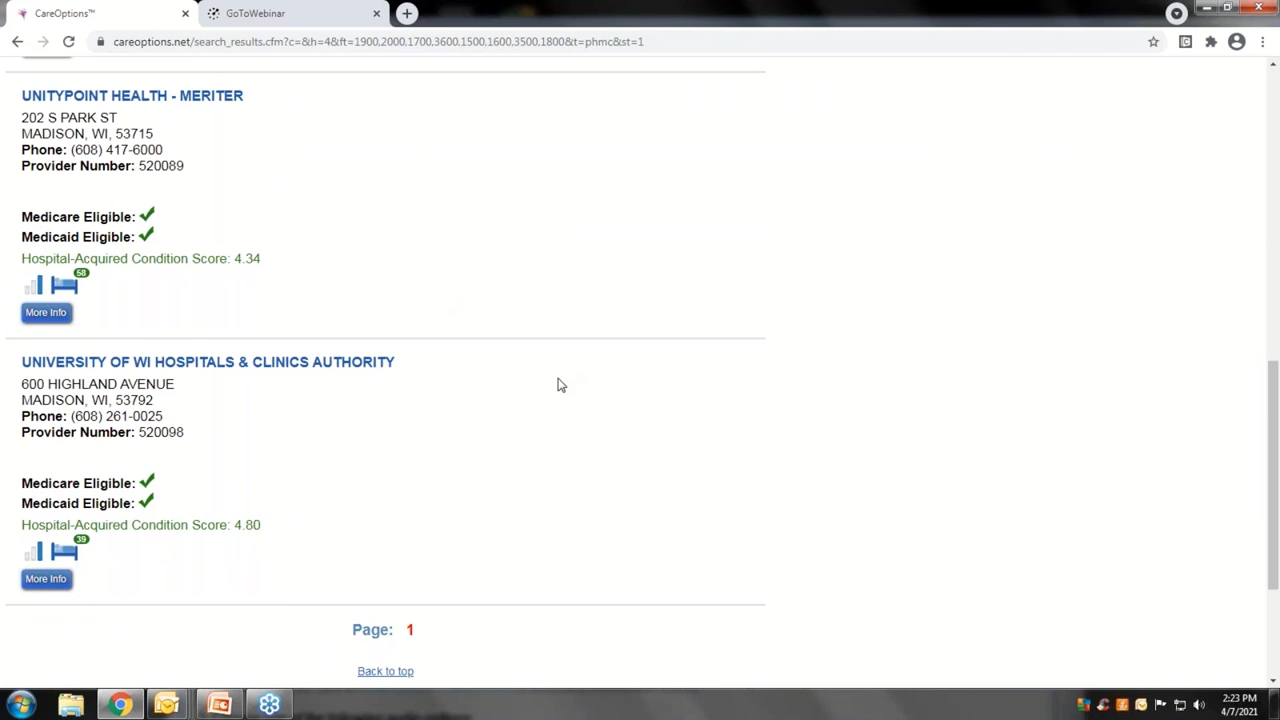 CareOptions™
GoToWebinar
careoptions.net/search_results.cfm?c=&h=4&ft=1900,2000,1700,3600,1500,1600,3500,1800&t=phmc&st=1
UNITYPOINT HEALTH - MERITER
202 S PARK ST
MADISON, WI, 53715
Phone: (608) 417-6000
Provider Number: 520089
Medicare Eligible:
Medicaid Eligible:
Hospital-Acquired Condition Score: 4.34
58
More Info
UNIVERSITY OF WI HOSPITALS & CLINICS AUTHORITY
600 HIGHLAND AVENUE
MADISON, WI, 53792
Phone: (608) 261-0025
Provider Number: 520098
Medicare Eligible:
Medicaid Eligible:
Hospital-Acquired Condition Score: 4.80
39
More Info
Page: 1
Back to top
2:23 PM
4/7/2021